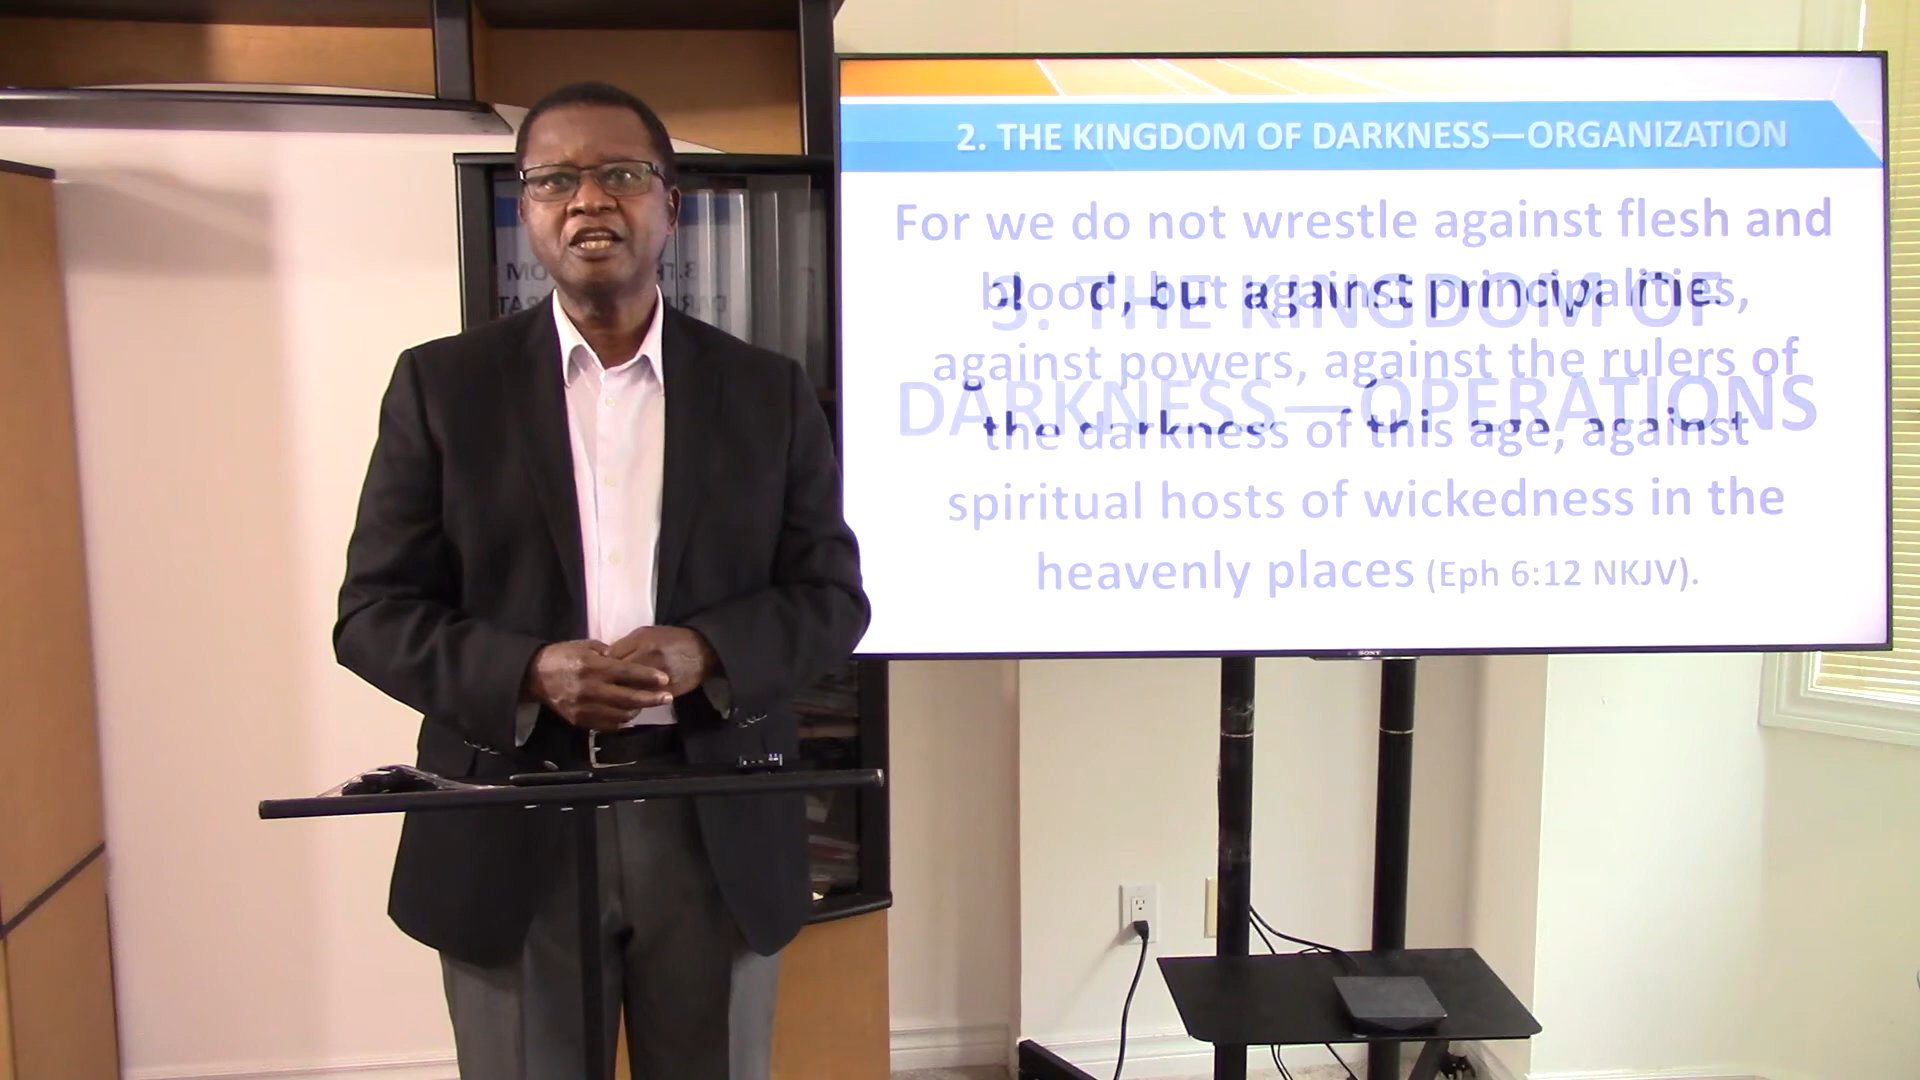 2. THE KINGDOM OF DARKNESS—ORGANIZATION
For we do not wrestle against flesh and
blood, but against principalities,
3. THE KINGDOM OF
against powers, against the rulers of
DARKNESS—OPERATIONS
the darkness of this age, against
spiritual hosts of wickedness in the
heavenly places (Eph 6:12 NKJV).
SONY